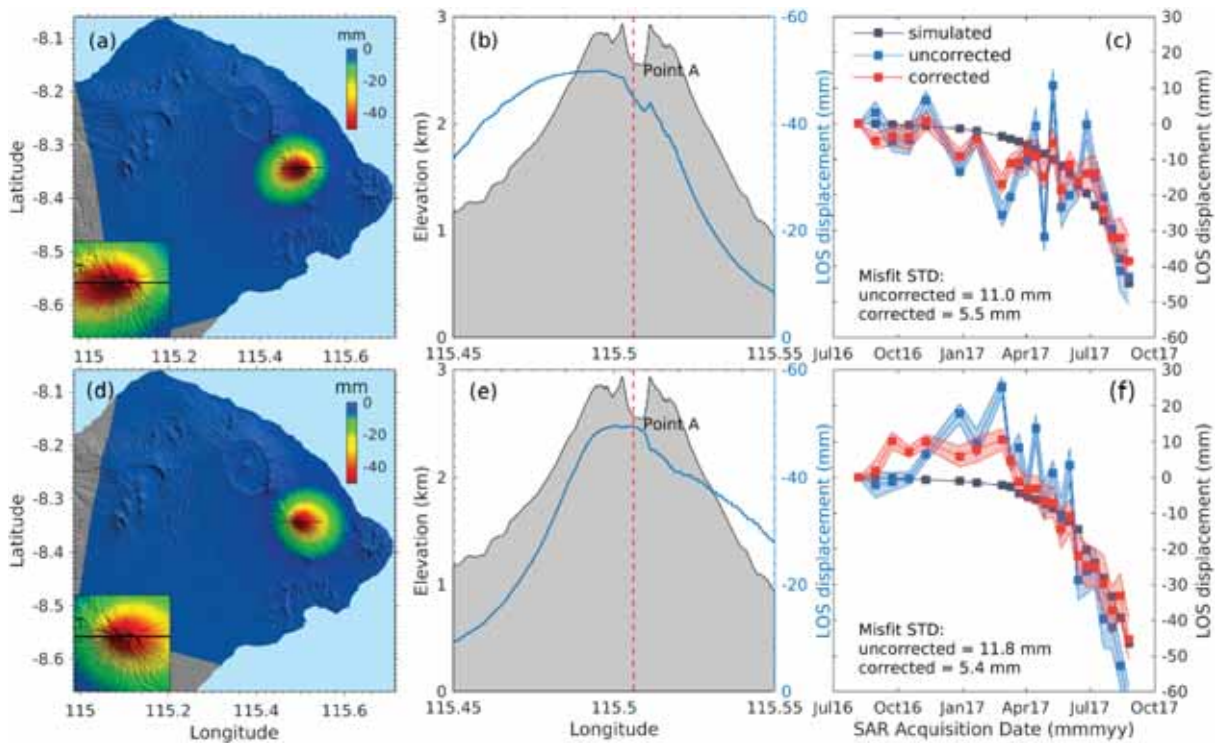 (a)
mm
0
-20
-40
-8.1
-8.2
-8.3
-8.4
-8.5
-8.6
Latitude
115
115.2
115.4
115.6
(b)
Point A
3
2
1
0
Elevation (km)
-60
-40
-20
0
LOS displacement (mm)
115.45
115.5
115.55
(c)
simulated
uncorrected
corrected
Misfit STD:
uncorrected = 11.0 mm
corrected = 5.5 mm
30
20
10
0
-10
-20
-30
-40
-50
-60
LOS displacement (mm)
Jul16
Oct16
Jan17
Apr17
Jul17
Oct17
(d)
mm
0
-20
-40
-8.1
-8.2
-8.3
-8.4
-8.5
-8.6
Latitude
115
115.2
115.4
115.6
Longitude
(e)
Point A
3
2
1
0
Elevation (km)
-60
-40
-20
0
LOS displacement (mm)
115.45
115.5
115.55
Longitude
(f)
Misfit STD:
uncorrected = 11.8 mm
corrected = 5.4 mm
30
20
10
0
-10
-20
-30
-40
-50
-60
LOS displacement (mm)
Jul16
Oct16
Jan17
Apr17
Jul17
Oct17
SAR Acquisition Date (mmmyy)